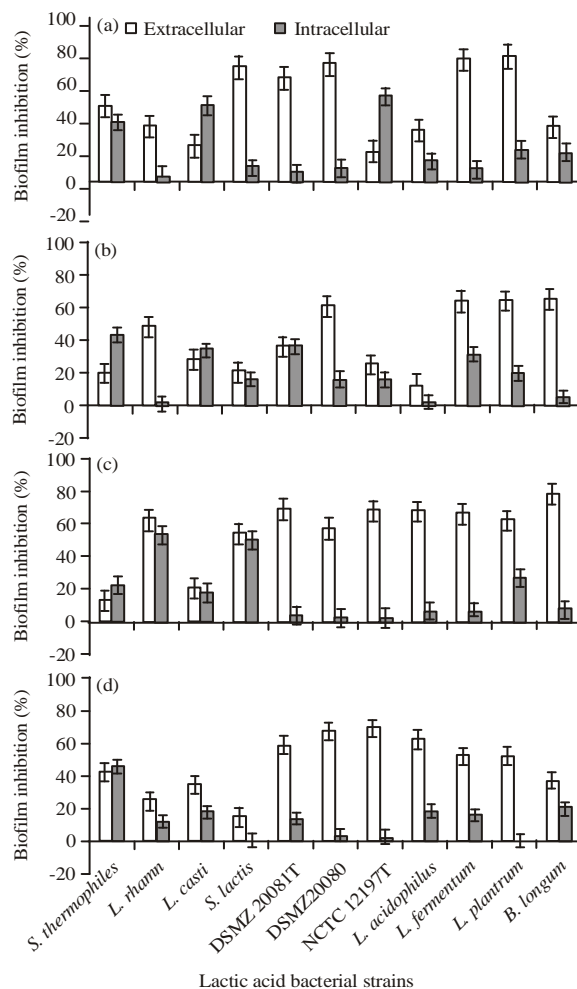 (a) Extracellular Intracellular
100
80
60
40
20
0
-20
Biofilm inhibition (%)
(b)
100
80
60
40
20
0
-20
Biofilm inhibition (%)
(c)
100
80
60
40
20
0
-20
Biofilm inhibition (%)
(d)
100
80
60
40
20
0
-20
Biofilm inhibition (%)
S. thermophiles
L. rhamn
L. casti
S. lactis
DSMZ 20081T
DSMZ20080
NCTC 12197T
L. acidophilus
L. fermentum
L. plantrum
B. longum
Lactic acid bacterial strains